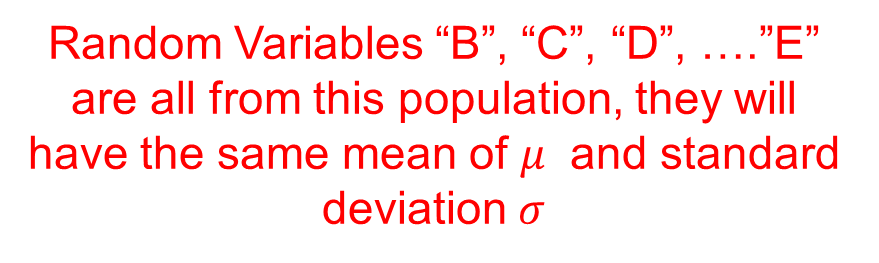 Random Variables “B”, “C”, “D”, ….”E”
are all from this population, they will
have the same mean of 𝜇 and standard
deviation 𝜎